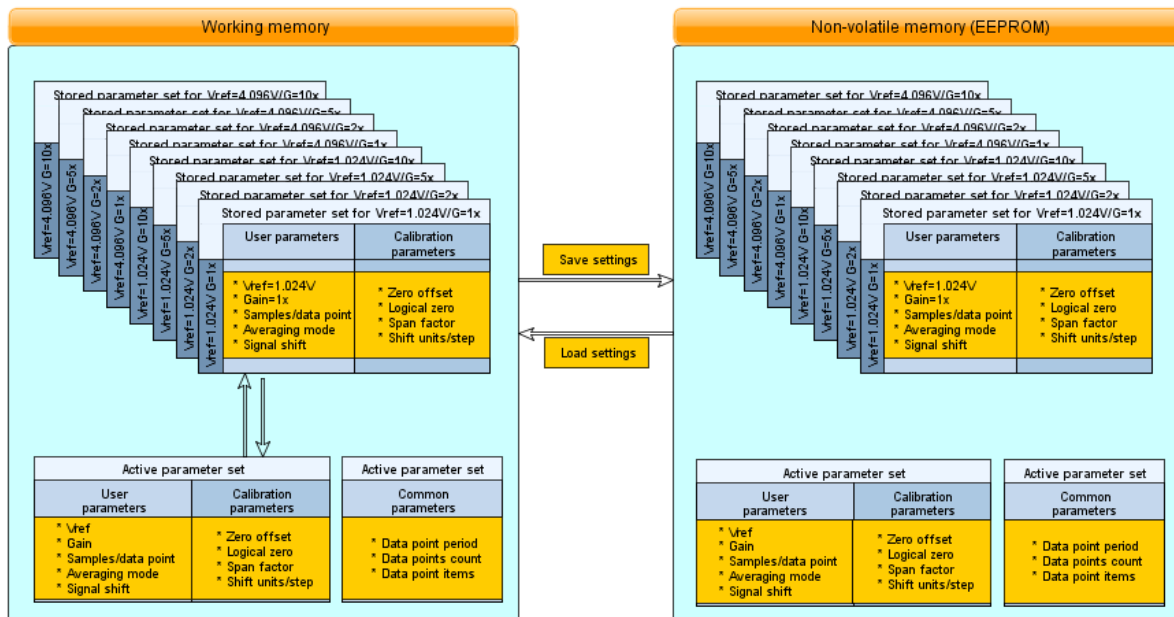 Working memory
Stored parameter set for Vref=4.096V/G=10x
Stored parameter set for Vref=4.096V/G=5x
Stored parameter set for Vref=4.096V/G=2x
Stored parameter set for Vref=4.096V/G=1x
Stored parameter set for Vref=1.024V/G=10x
Stored parameter set for Vref=1.024V/G=5x
Stored parameter set for Vref=1.024V/G=2x
Stored parameter set for Vref=1.024V/G=1x
Vref=4.096V G=10x
Vref=4.096V G=5x
Vref=4.096V G=2x
Vref=4.096V G=1x
Vref=1.024V G=10x
Vref=1.024V G=5x
Vref=1.024V G=2x
Vref=1.024V G=1x
User parameters
* Vref=1.024V
* Gain=1x
* Samples/data point
* Averaging mode
* Signal shift
Calibration
parameters
* Zero offset
* Logical zero
* Span factor
* Shift units/step
Active parameter set
User
parameters
* Vref
* Gain
* Samples/data point
* Averaging mode
* Signal shift
Calibration
parameters
* Zero offset
* Logical zero
* Span factor
* Shift units/step
Active parameter set
Common
parameters
* Data point period
* Data points count
* Data point items
Save settings
Load settings
Non-volatile memory (EEPROM)
Stored parameter set for Vref=4.096V/G=10x
Stored parameter set for Vref=4.096V/G=5x
Stored parameter set for Vref=4.096V/G=2x
Stored parameter set for Vref=4.096V/G=1x
Stored parameter set for Vref=1.024V/G=10x
Stored parameter set for Vref=1.024V/G=5x
Stored parameter set for Vref=1.024V/G=2x
Stored parameter set for Vref=1.024V/G=1x
Vref=4.096V G=10x
Vref=4.096V G=5x
Vref=4.096V G=2x
Vref=4.096V G=1x
Vref=1.024V G=10x
Vref=1.024V G=5x
Vref=1.024V G=2x
Vref=1.024V G=1x
User parameters
* Vref=1.024V
* Gain=1x
* Samples/data point
* Averaging mode
* Signal shift
Calibration
parameters
* Zero offset
* Logical zero
* Span factor
* Shift units/step
Active parameter set
User
parameters
* Vref
* Gain
* Samples/data point
* Averaging mode
* Signal shift
Calibration
parameters
* Zero offset
* Logical zero
* Span factor
* Shift units/step
Active parameter set
Common
parameters
* Data point period
* Data points count
* Data point items